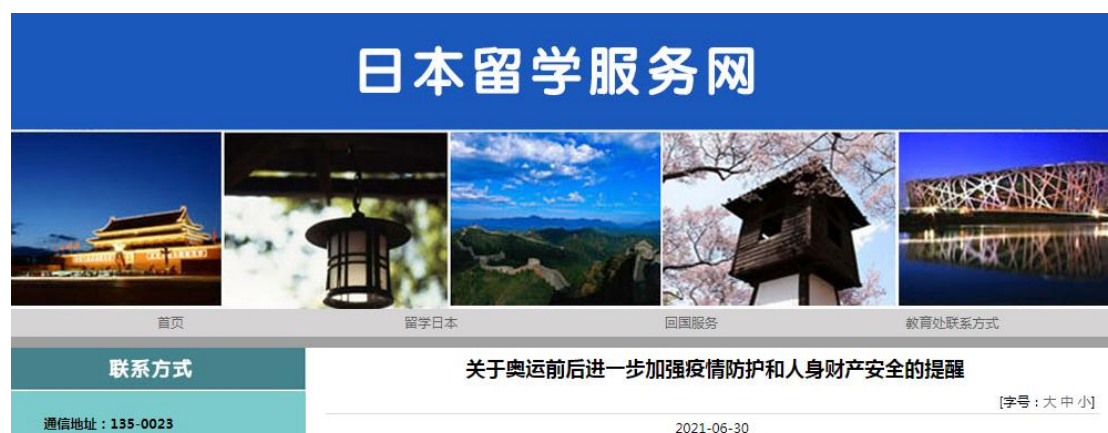 日本留学服务网
首页 留学日本 回国服务 教育处联系方式
联系方式
通信地址：135-0023
关于奥运前后进一步加强疫情防护和人身财产安全的提醒
[字号：大 中 小]
2021-06-30